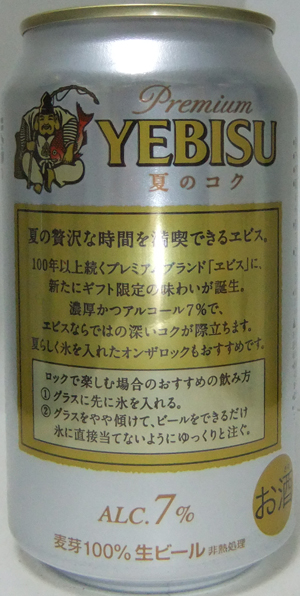 Premium
YEBISU
夏のコク
夏の贅沢な時間を満喫できるヱビス。
100年以上続くプレミアムブランド「ヱビス」に、
新たにギフト限定の味わいが誕生。
濃厚かつアルコール7%で、
ヱビスならではの深いコクが際立ちます。
夏らしく氷を入れたオンザロックもおすすめです。
ロックで楽しむ場合のおすすめの飲み方
①グラスに先に氷を入れる。
②グラスをやや傾けて、ビールをできるだけ
氷に直接当てないようにゆっくりと注ぐ。
ALC.7%
お酒
麦芽100%生ビール 非熱処理